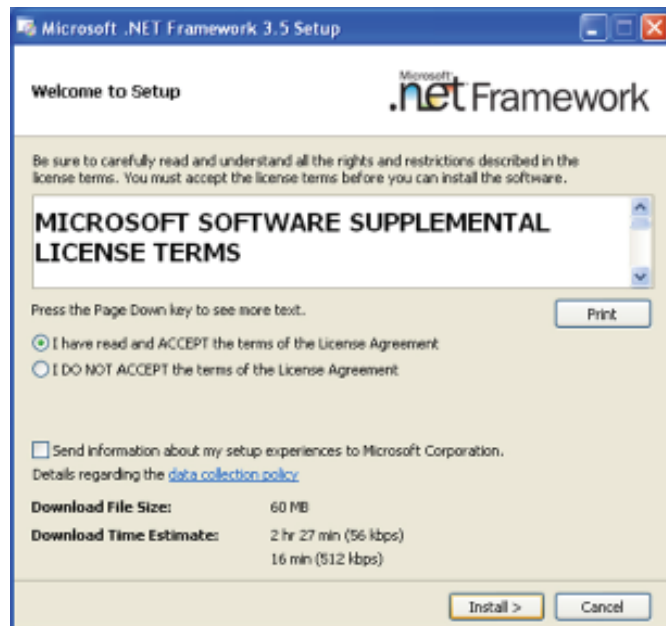 Microsoft .NET Framework 3.5 Setup
Welcome to Setup
Microsoft
.net Framework
Be sure to carefully read and understand all the rights and restrictions described in the
license terms. You must accept the license terms before you can install the software.
MICROSOFT SOFTWARE SUPPLEMENTAL
LICENSE TERMS
Press the Page Down key to see more text.
Print
I have read and ACCEPT the terms of the License Agreement
I DO NOT ACCEPT the terms of the License Agreement
Send information about my setup experiences to Microsoft Corporation.
Details regarding the data collection policy
Download File Size: 60 MB
Download Time Estimate: 2 hr 27 min (56 kbps)
16 min (512 kbps)
Install > Cancel